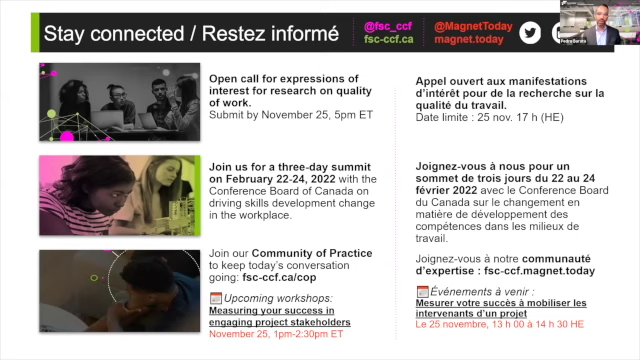 Stay connected / Restez informé
@fsc_ccf
fsc-ccf.ca
@MagnetToday
magnet.today
Pedro Barata
Open call for expressions of
interest for research on quality
of work.
Submit by November 25, 5pm ET
Join us for a three-day summit
on February 22-24, 2022 with the
Conference Board of Canada on
driving skills development change
in the workplace.
Join our Community of Practice
to keep today's conversation
going: fsc-ccf.ca/cop
Upcoming workshops:
Measuring your success in
engaging project stakeholders
November 25, 1pm-2:30pm ET
Appel ouvert aux manifestations
d'intérêt pour de la recherche sur la
qualité du travail.
Date limite : 25 nov. 17 h (HE)
Joignez-vous à nous pour un
sommet de trois jours du 22 au 24
février 2022 avec le Conference Board
du Canada sur le changement en
matière de développement des
compétences dans les milieux de
travail.
Joignez-vous à notre communauté
d'expertise : fsc-ccf.magnet.today
Événements à venir :
Mesurer votre succès à mobiliser les
intervenants d'un projet
Le 25 novembre, 13 h 00 à 14 h 30 HE